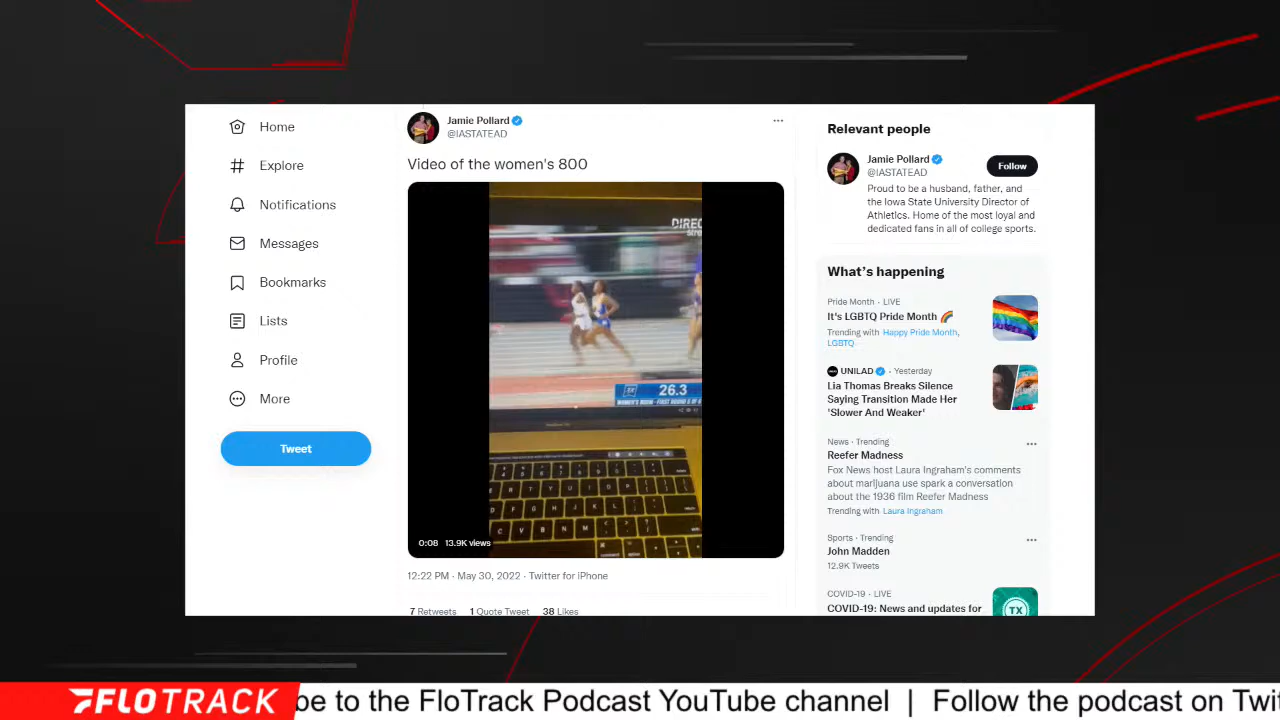 Home
Explore
Notifications
Messages
Bookmarks
Lists
Profile
More
Tweet
Jamie Pollard
@IASTATEAD
Video of the women's 800
DIREC
stre
26.3
0:08 13.9K views
12:22 PM · May 30, 2022 · Twitter for iPhone
7 Retweets 1 Quote Tweet 38 Likes
Relevant people
Jamie Pollard
@IASTATEAD
Follow
Proud to be a husband, father, and
the Iowa State University Director of
Athletics. Home of the most loyal and
dedicated fans in all of college sports.
What's happening
Pride Month · LIVE
It's LGBTQ Pride Month
Trending with Happy Pride Month,
LGBTQ
UNILAD · Yesterday
Lia Thomas Breaks Silence
Saying Transition Made Her
'Slower And Weaker'
News · Trending
Reefer Madness
Fox News host Laura Ingraham's comments
about marijuana use spark a conversation
about the 1936 film Reefer Madness
Trending with Laura Ingraham
Sports · Trending
John Madden
12.9K Tweets
COVID-19 · LIVE
COVID-19: News and updates for
TX
FLOTRACK
be to the FloTrack Podcast YouTube channel | Follow the podcast on Twit